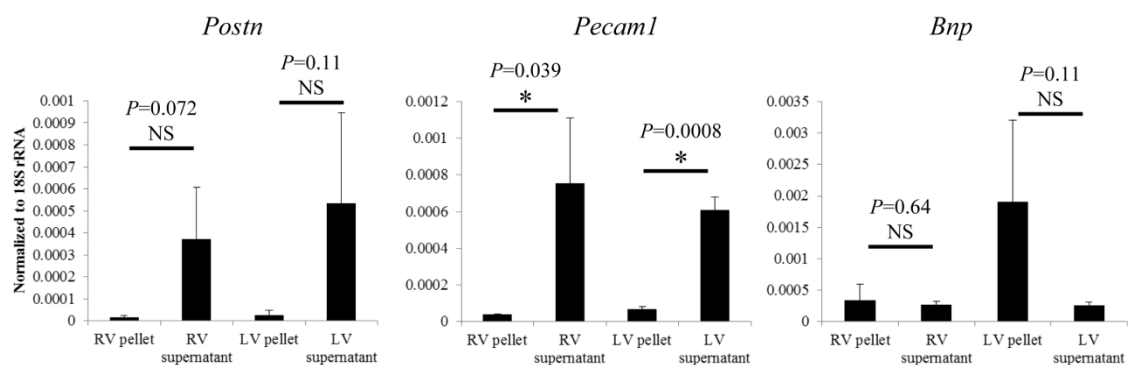 Postn
P=0.11
NS
P=0.072
NS
Normalized to 18S rRNA
0.001
0.0009
0.0008
0.0007
0.0006
0.0005
0.0004
0.0003
0.0002
0.0001
0
RV pellet
RV supernatant
LV pellet
LV supernatant
Pecam1
P=0.039
*
P=0.0008
*
0.0012
0.001
0.0008
0.0006
0.0004
0.0002
0
RV pellet
RV
supernatant
LV pellet
LV
supernatant
Bnp
P=0.11
NS
P=0.64
NS
0.0035
0.003
0.0025
0.002
0.0015
0.001
0.0005
0
RV pellet
RV
supernatant
LV pellet
LV
supernatant